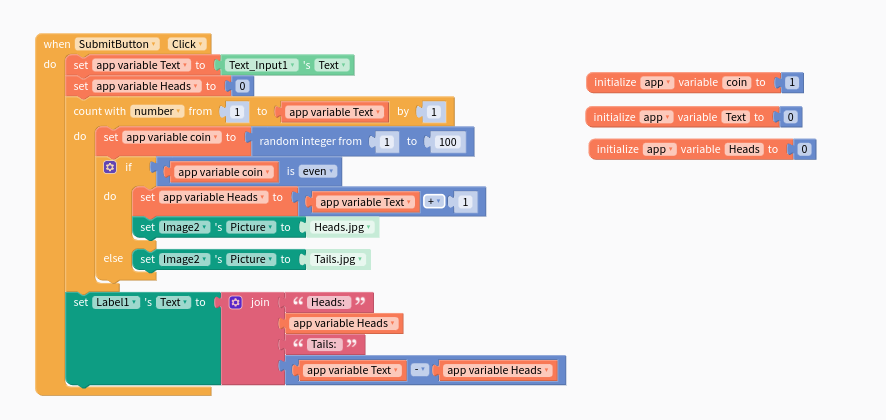 when SubmitButton Click
do set app variable Text to Text_Input1 's Text
set app variable Heads to 0
count with number from 1 to app variable Text by 1
do set app variable coin to random integer from 1 to 100
if app variable coin is even
do set app variable Heads to app variable Text + 1
set Image2 's Picture to Heads.jpg
else set Image2 's Picture to Tails.jpg
set Label1 's Text to join “ Heads: ”
app variable Heads
“ Tails: ”
app variable Text - app variable Heads
initialize app variable coin to 1
initialize app variable Text to 0
initialize app variable Heads to 0